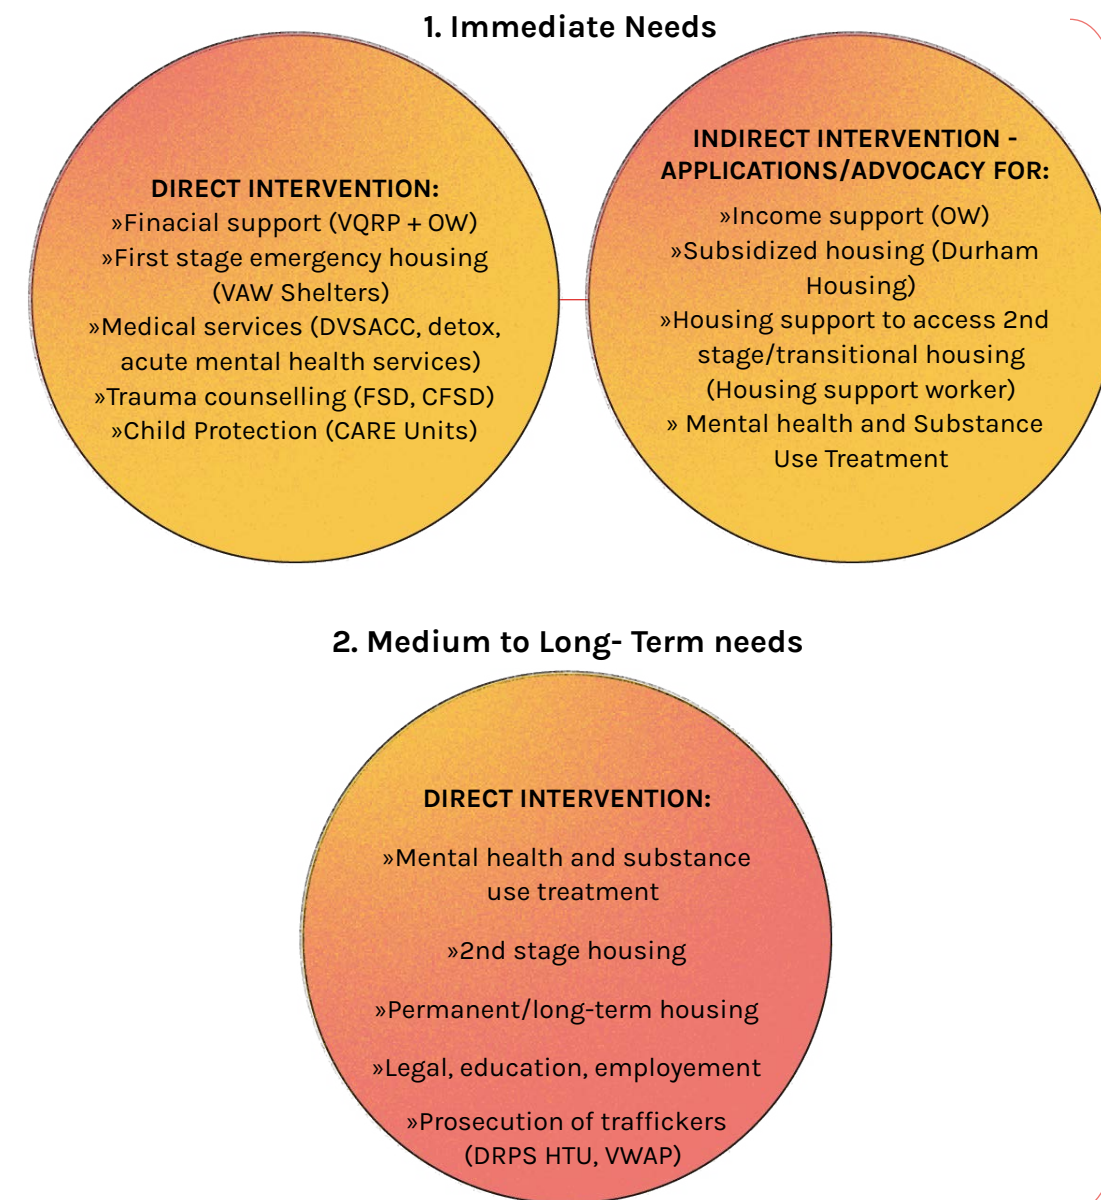 1. Immediate Needs
DIRECT INTERVENTION:
»Finacial support (VQRP + OW)
»First stage emergency housing
(VAW Shelters)
»Medical services (DVSACC, detox,
acute mental health services)
»Trauma counselling (FSD, CFSD)
»Child Protection (CARE Units)
INDIRECT INTERVENTION -
APPLICATIONS/ADVOCACY FOR:
»Income support (OW)
»Subsidized housing (Durham
Housing)
»Housing support to access 2nd
stage/transitional housing
(Housing support worker)
» Mental health and Substance
Use Treatment
2. Medium to Long- Term needs
DIRECT INTERVENTION:
»Mental health and substance
use treatment
»2nd stage housing
»Permanent/long-term housing
»Legal, education, employement
»Prosecution of traffickers
(DRPS HTU, VWAP)